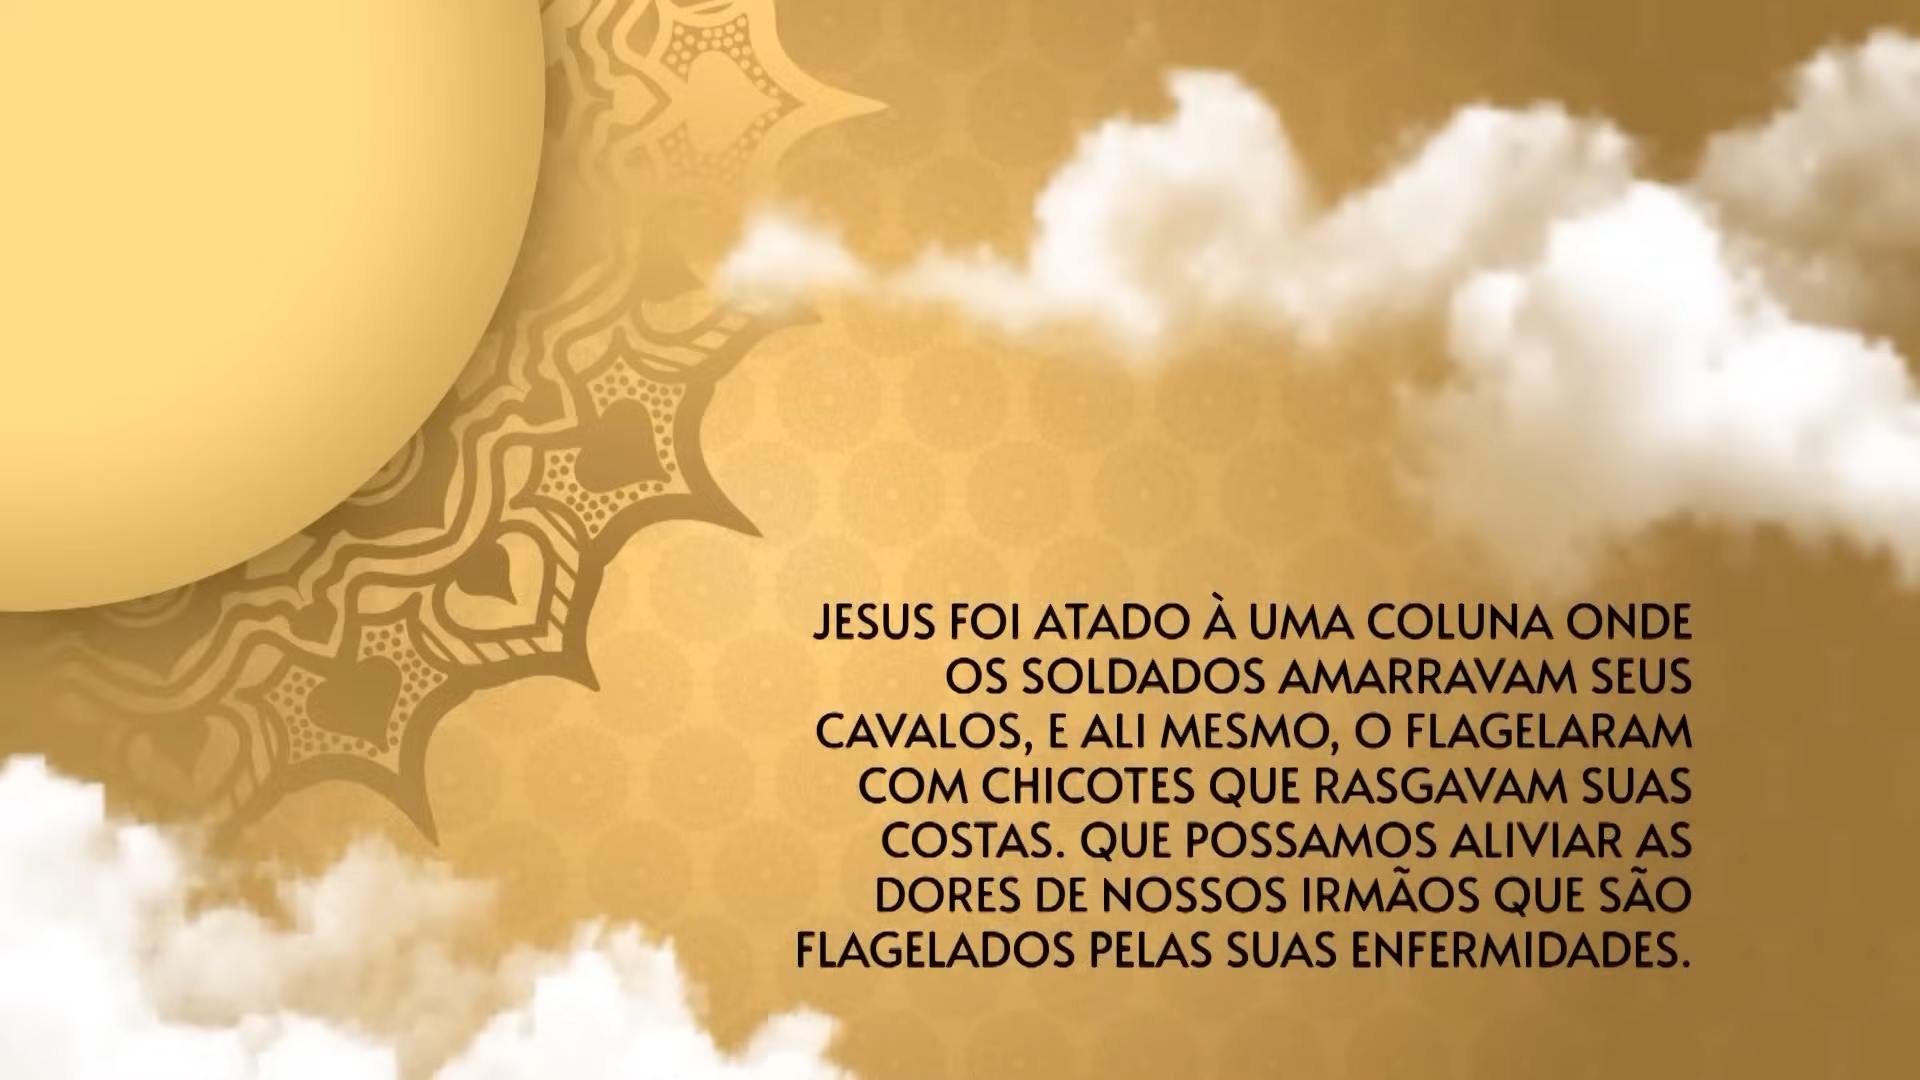 JESUS FOI ATADO À UMA COLUNA ONDE
OS SOLDADOS AMARRAVAM SEUS
CAVALOS, E ALI MESMO, O FLAGELARAM
COM CHICOTES QUE RASGAVAM SUAS
COSTAS. QUE POSSAMOS ALIVIAR AS
DORES DE NOSSOS IRMÃOS QUE SÃO
FLAGELADOS PELAS SUAS ENFERMIDADES.